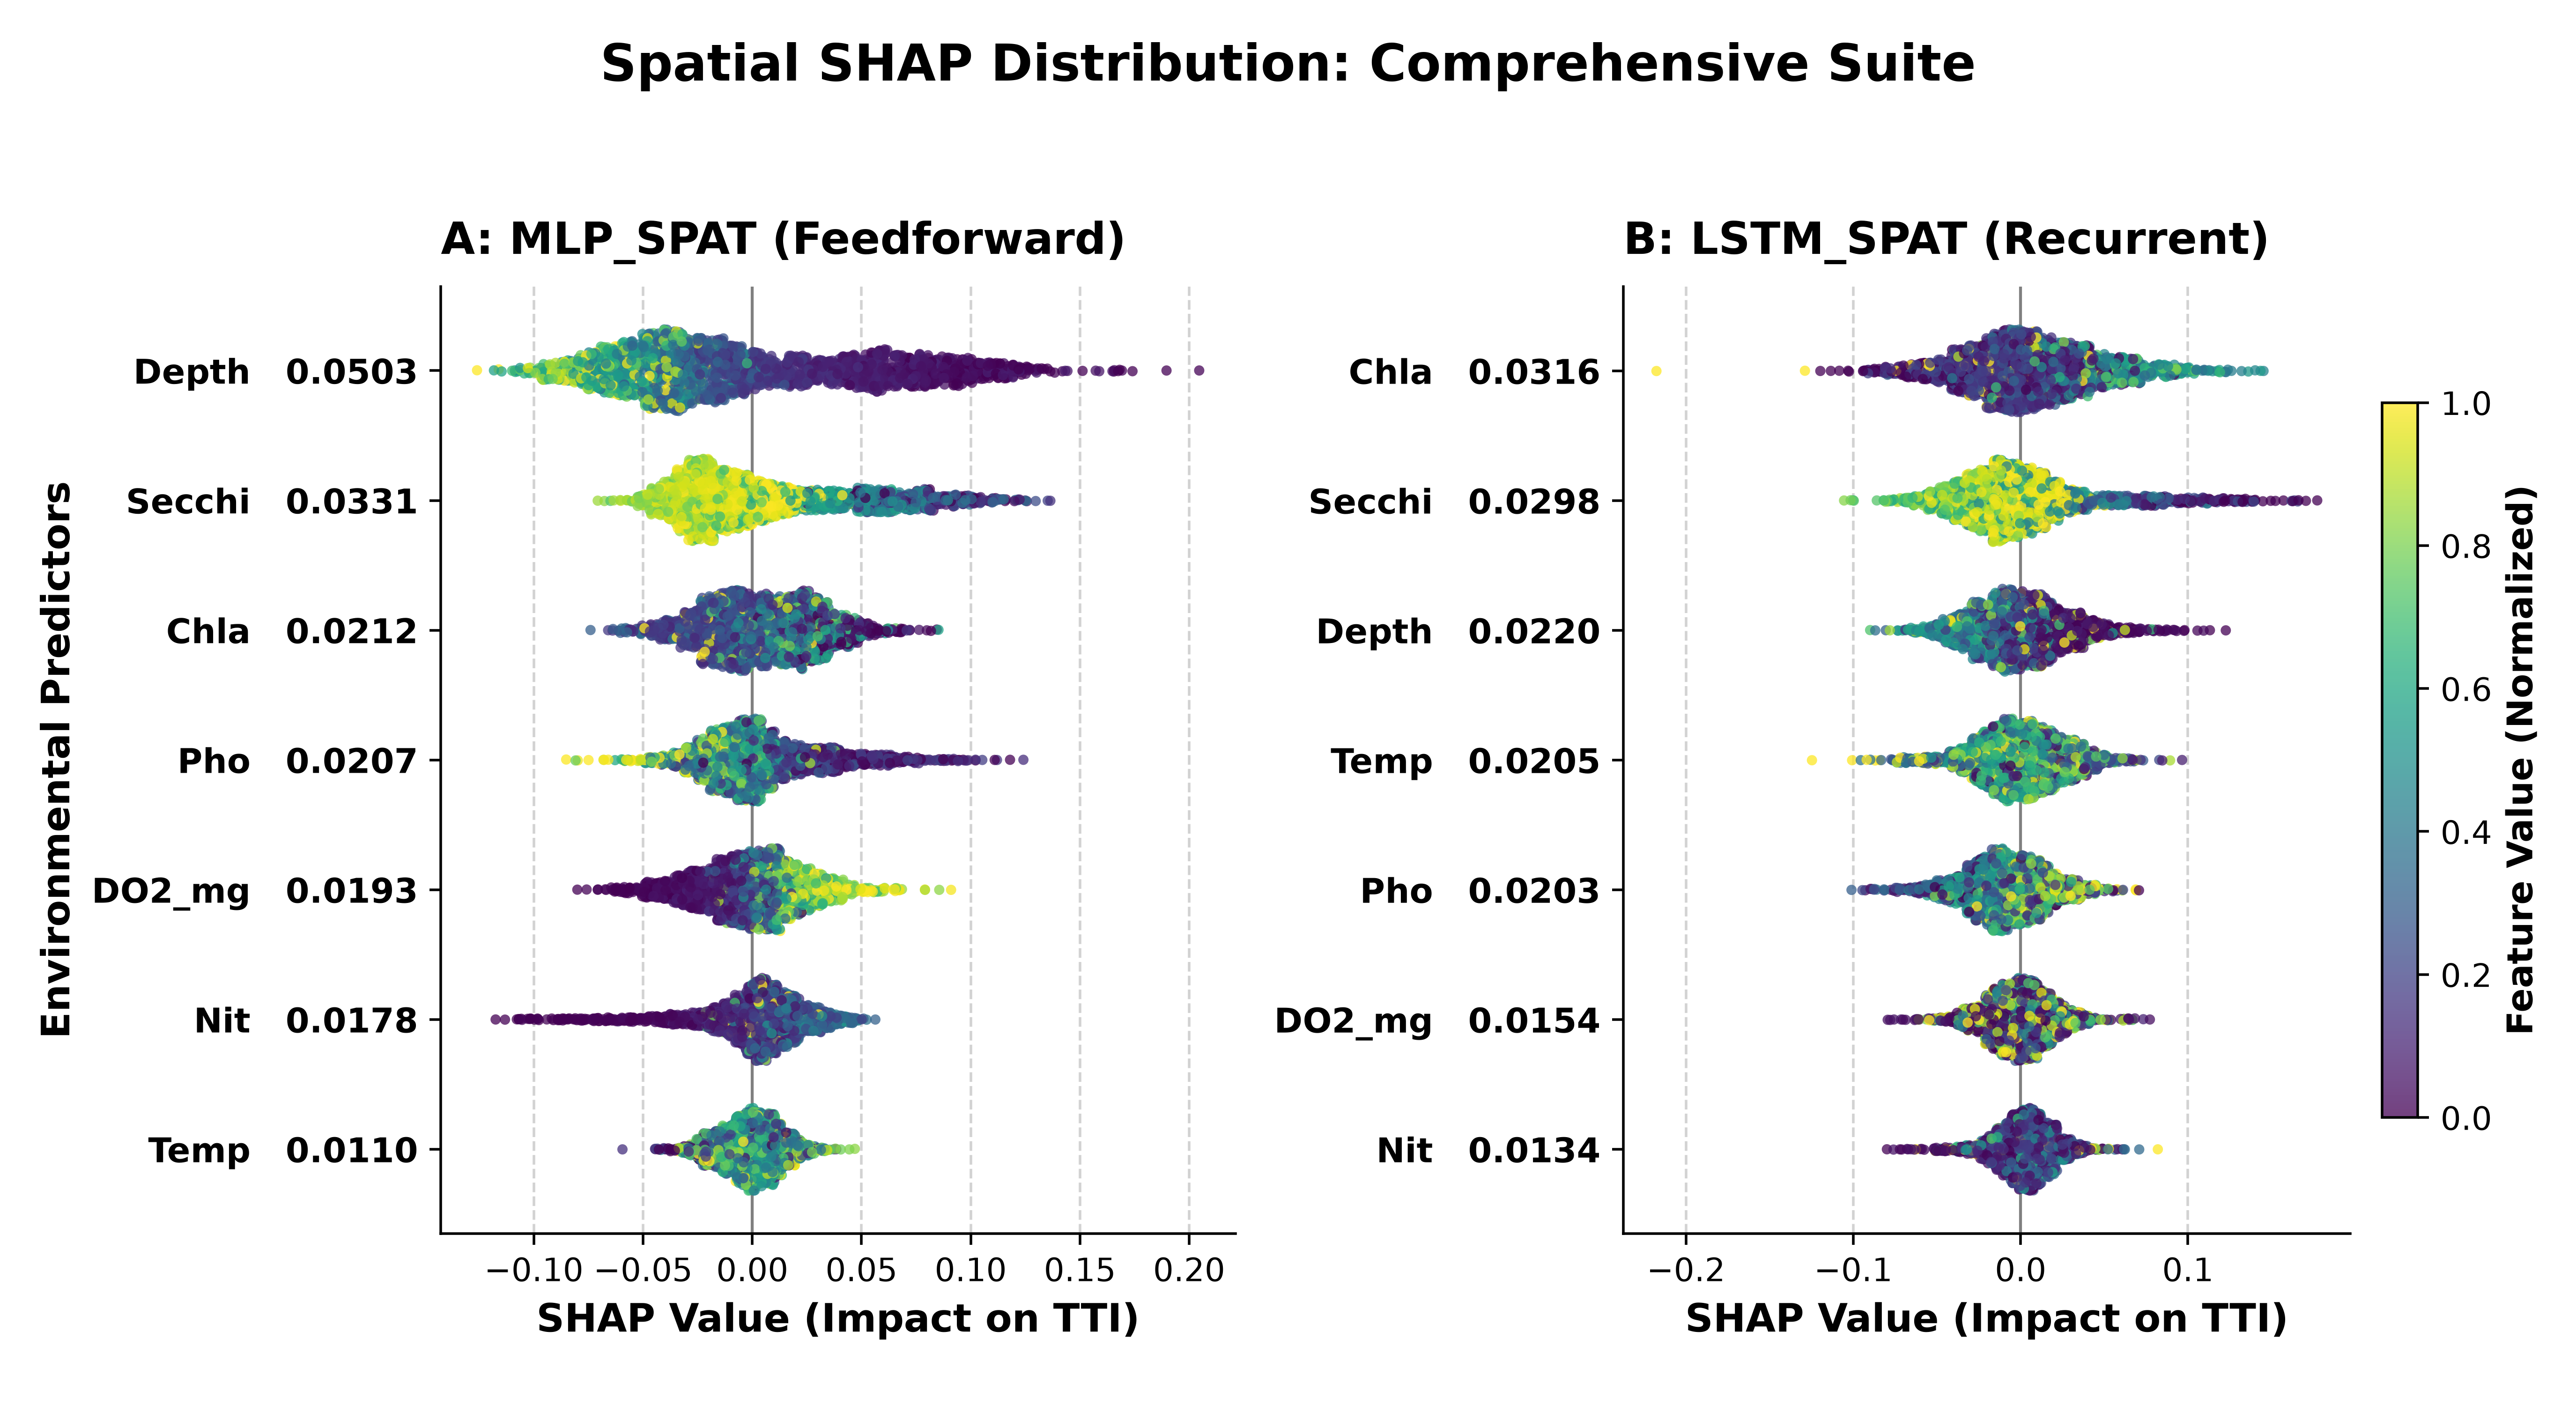 Spatial SHAP Distribution: Comprehensive Suite
A: MLP_SPAT (Feedforward)
Environmental Predictors
Depth 0.0503
Secchi 0.0331
Chla 0.0212
Pho 0.0207
DO2_mg 0.0193
Nit 0.0178
Temp 0.0110
−0.10 −0.05 0.00 0.05 0.10 0.15 0.20
SHAP Value (Impact on TTI)
B: LSTM_SPAT (Recurrent)
Chla 0.0316
Secchi 0.0298
Depth 0.0220
Temp 0.0205
Pho 0.0203
DO2_mg 0.0154
Nit 0.0134
−0.2 −0.1 0.0 0.1
SHAP Value (Impact on TTI)
1.0
0.8
0.6
0.4
0.2
0.0
Feature Value (Normalized)